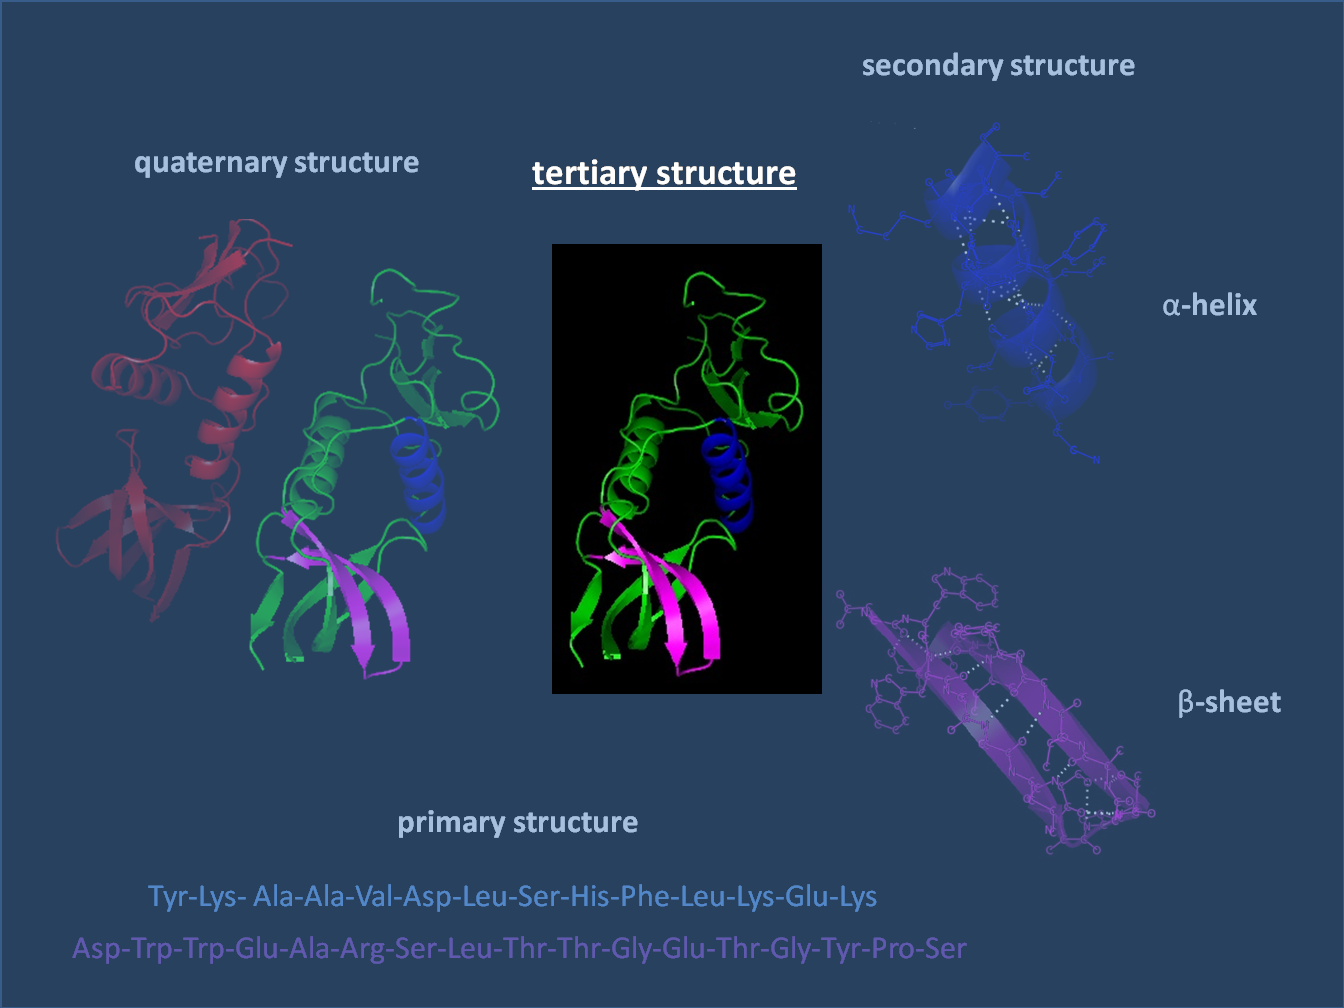 secondary structure
quaternary structure
tertiary structure
α-helix
β-sheet
primary structure
Tyr-Lys- Ala-Ala-Val-Asp-Leu-Ser-His-Phe-Leu-Lys-Glu-Lys
Asp-Trp-Trp-Glu-Ala-Arg-Ser-Leu-Thr-Thr-Gly-Glu-Thr-Gly-Tyr-Pro-Ser